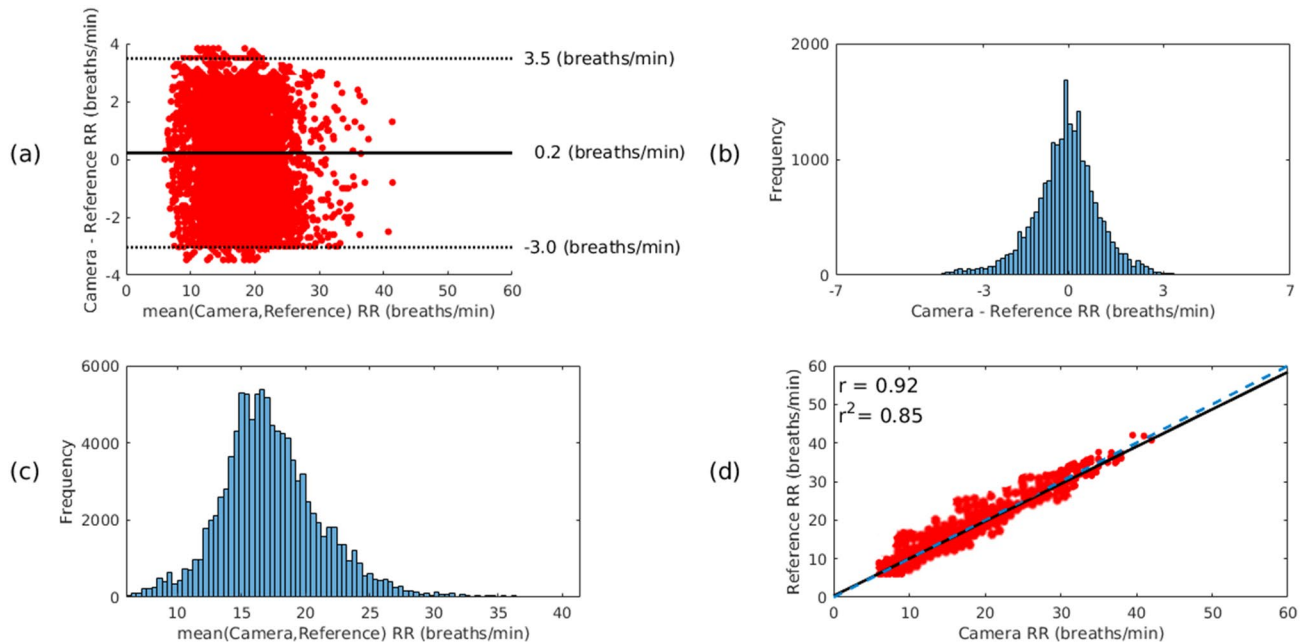 (a)
Camera - Reference RR (breaths/min)
4
2
0
-2
-4
3.5 (breaths/min)
0.2 (breaths/min)
-3.0 (breaths/min)
0 10 20 30 40 50 60
mean(Camera,Reference) RR (breaths/min)
(b)
Frequency
2000
1000
0
-7 -3 0 3 7
Camera - Reference RR (breaths/min)
(c)
Frequency
6000
4000
2000
0
10 15 20 25 30 35 40
mean(Camera,Reference) RR (breaths/min)
(d)
Reference RR (breaths/min)
60
50
40
30
20
10
0
r = 0.92
r²= 0.85
0 10 20 30 40 50 60
Camera RR (breaths/min)